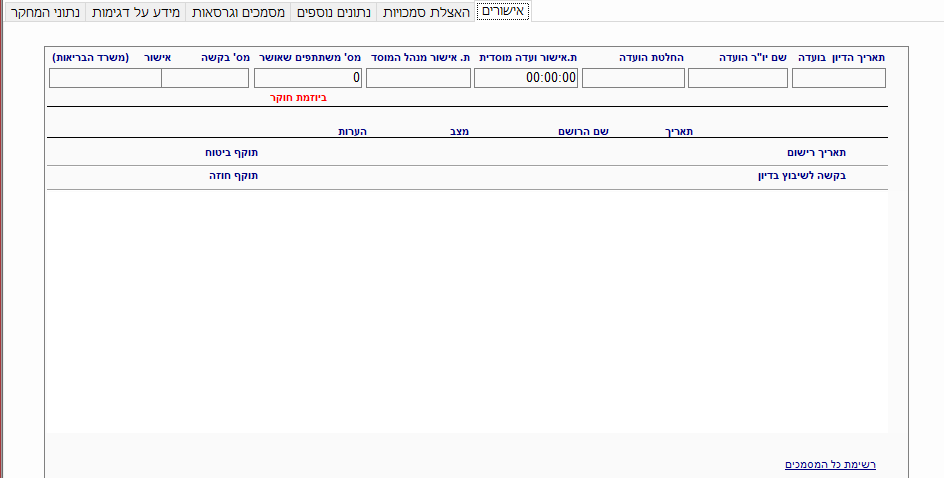 אישורים האצלת סמכויות נתונים נוספים מסמכים וגרסאות מידע על דגימות נתוני המחקר
תאריך הדיון בועדה שם יו"ר הועדה החלטת הועדה ת.אישור ועדה מוסדית ת. אישור מנהל המוסד מס' משתתפים שאושר מס' בקשה אישור (משרד הבריאות)
00:00:00 0
ביוזמת חוקר
תאריך שם הרושם מצב הערות
תאריך רישום תוקף ביטוח
בקשה לשיבוץ בדיון תוקף חוזה
רשימת כל המסמכים